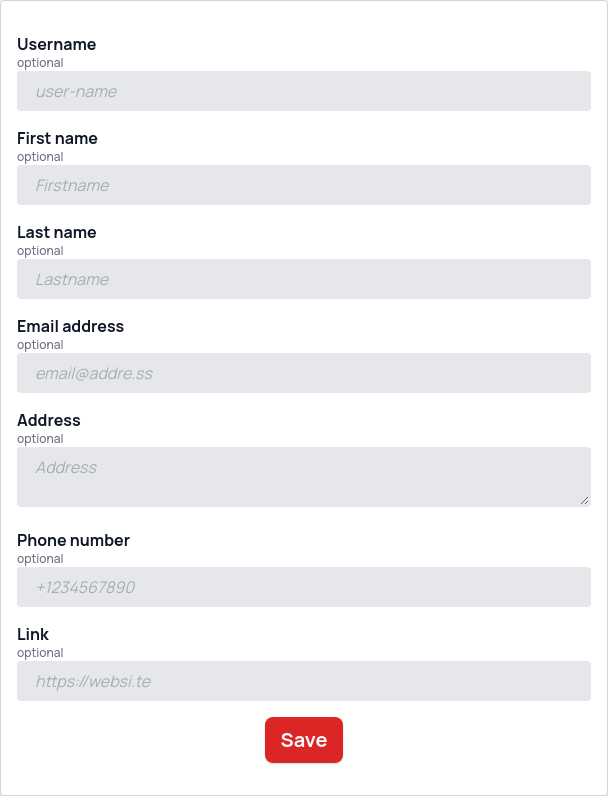 Username
optional
user-name
First name
optional
Firstname
Last name
optional
Lastname
Email address
optional
email@addre.ss
Address
optional
Address
Phone number
optional
+1234567890
Link
optional
https://websi.te
Save